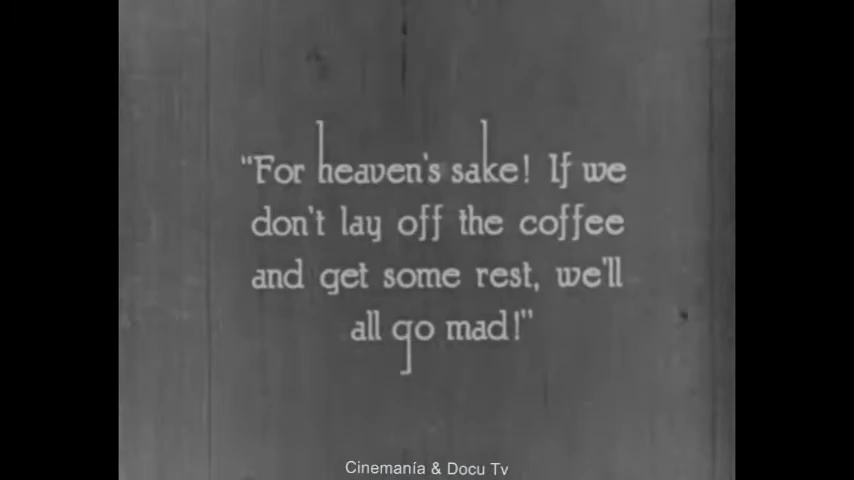 "For heaven's sake! If we
don't lay off the coffee
and get some rest, we'll
all go mad!"
Cinemanía & Docu Tv